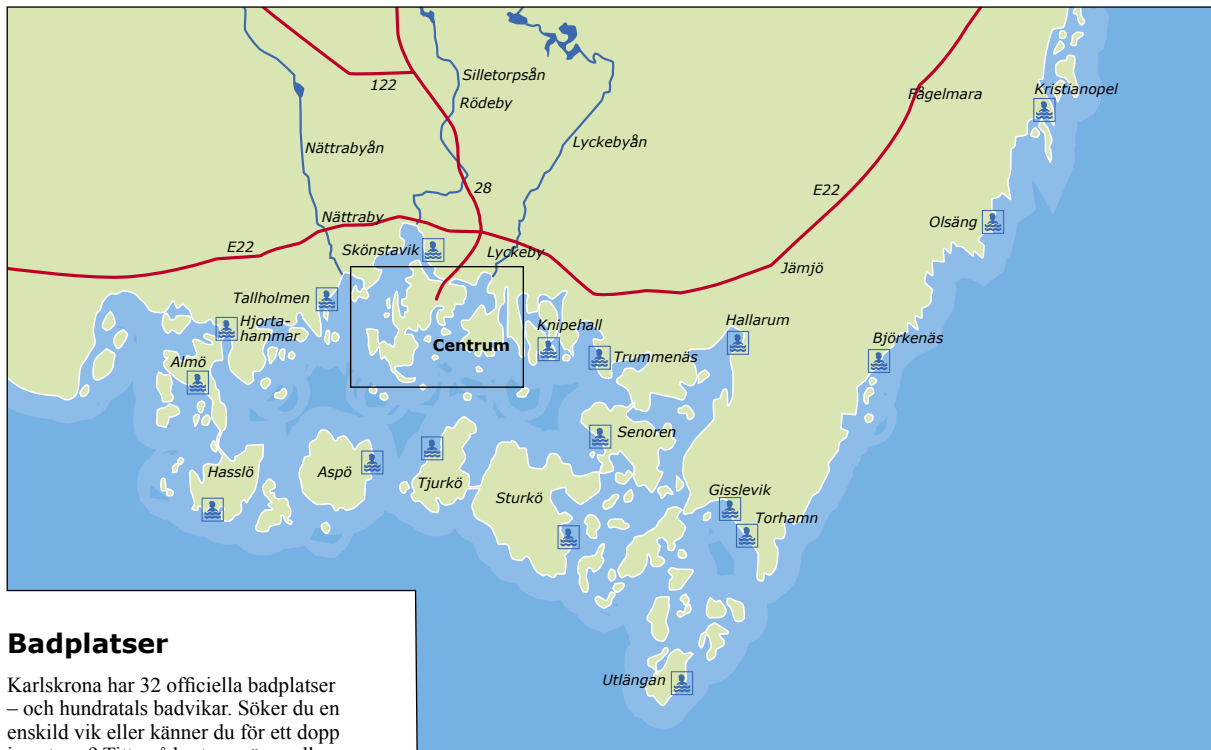 Silletorpsån
122
Fågelmara
Kristianopel
Rödeby
Nättrabyån
Lyckebyån
28
E22
Nättraby
Olsäng
E22
Skönstavik
Lyckeby
Jämjö
Tallholmen
Hjorta-
hammar
Knipehall
Hallarum
Centrum
Björkenäs
Trummenäs
Almö
Senoren
Hasslö
Aspö
Tjurkö
Sturkö
Gisslevik
Torhamn
Utlängan
Badplatser
Karlskrona har 32 officiella badplatser
– och hundratals badvikar. Söker du en
enskild vik eller känner du för ett dopp